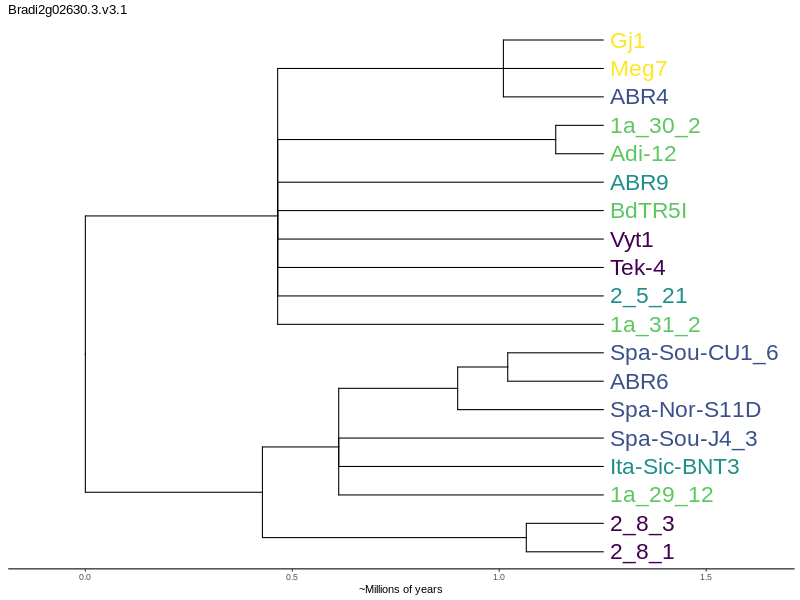 Bradi2g02630.3.v3.1
Gj1
Meg7
ABR4
1a_30_2
Adi-12
ABR9
BdTR5I
Vyt1
Tek-4
2_5_21
1a_31_2
Spa-Sou-CU1_6
ABR6
Spa-Nor-S11D
Spa-Sou-J4_3
Ita-Sic-BNT3
1a_29_12
2_8_3
2_8_1
0.0 0.5 1.0 1.5
~Millions of years